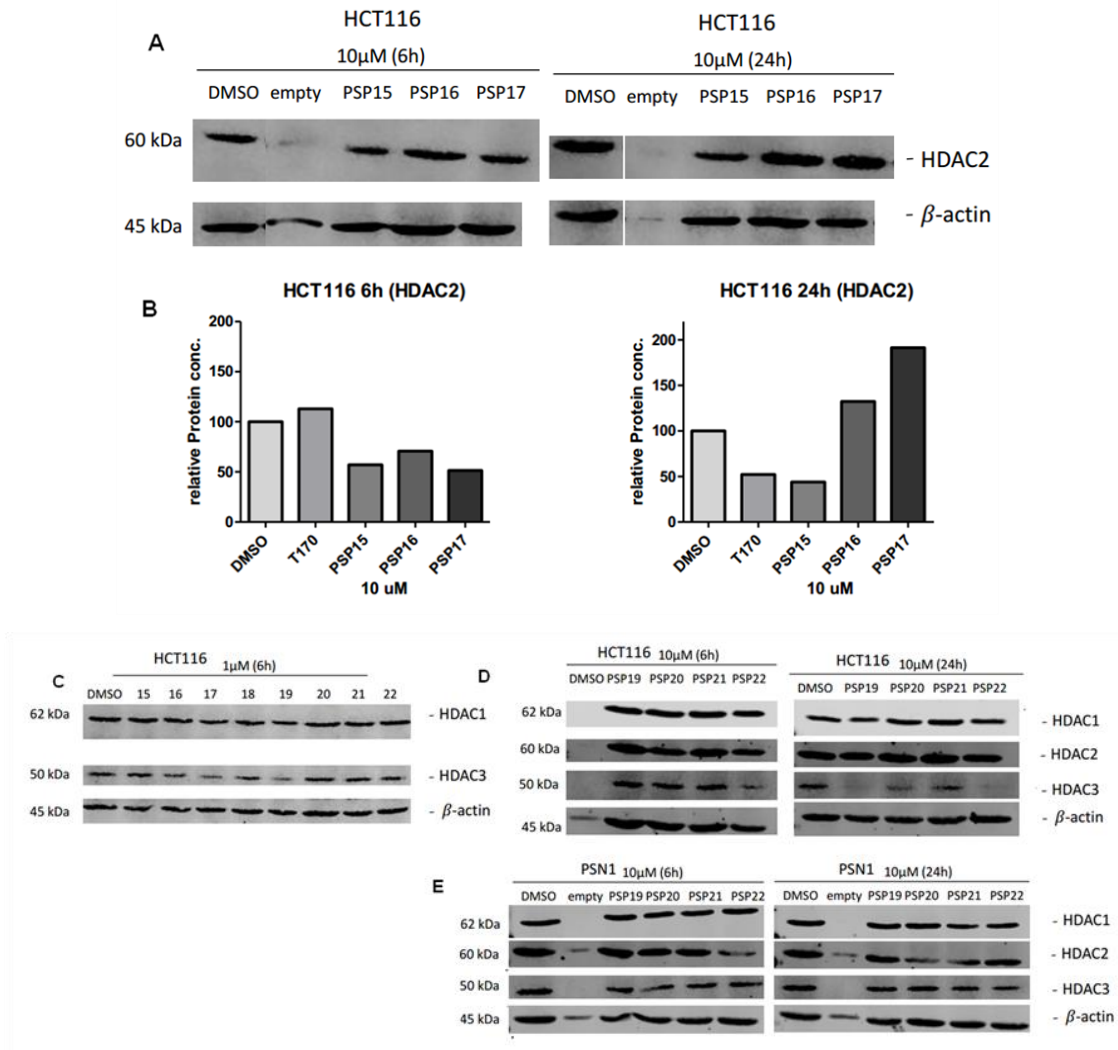 A
HCT116
10µM (6h)
DMSO empty PSP15 PSP16 PSP17
60 kDa
45 kDa
HCT116
10µM (24h)
DMSO empty PSP15 PSP16 PSP17
- HDAC2
- β-actin
B
HCT116 6h (HDAC2)
relative Protein conc.
200
150
100
50
0
DMSO
T170
PSP15
PSP16
PSP17
10 uM
HCT116 24h (HDAC2)
relative Protein conc.
200
150
100
50
0
DMSO
T170
PSP15
PSP16
PSP17
10 uM
C
HCT116 1µM (6h)
DMSO 15 16 17 18 19 20 21 22
62 kDa
- HDAC1
50 kDa
- HDAC3
45 kDa
- β-actin
D
HCT116 10µM (6h)
DMSO PSP19 PSP20 PSP21 PSP22
62 kDa
60 kDa
50 kDa
45 kDa
HCT116 10µM (24h)
DMSO PSP19 PSP20 PSP21 PSP22
- HDAC1
- HDAC2
- HDAC3
- β-actin
E
PSN1 10µM (6h)
DMSO empty PSP19 PSP20 PSP21 PSP22
62 kDa
60 kDa
50 kDa
45 kDa
PSN1 10µM (24h)
DMSO empty PSP19 PSP20 PSP21 PSP22
- HDAC1
- HDAC2
- HDAC3
- β-actin